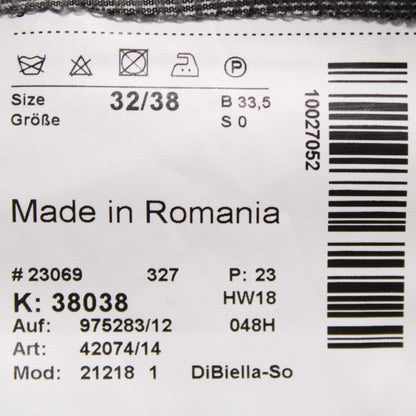 P
Size 32/38 B 33,5
Größe S 0
10027052
Made in Romania
# 23069 327 P: 23
K: 38038 HW18
Auf: 975283/12 048H
Art: 42074/14
Mod: 21218 1 DiBiella-So